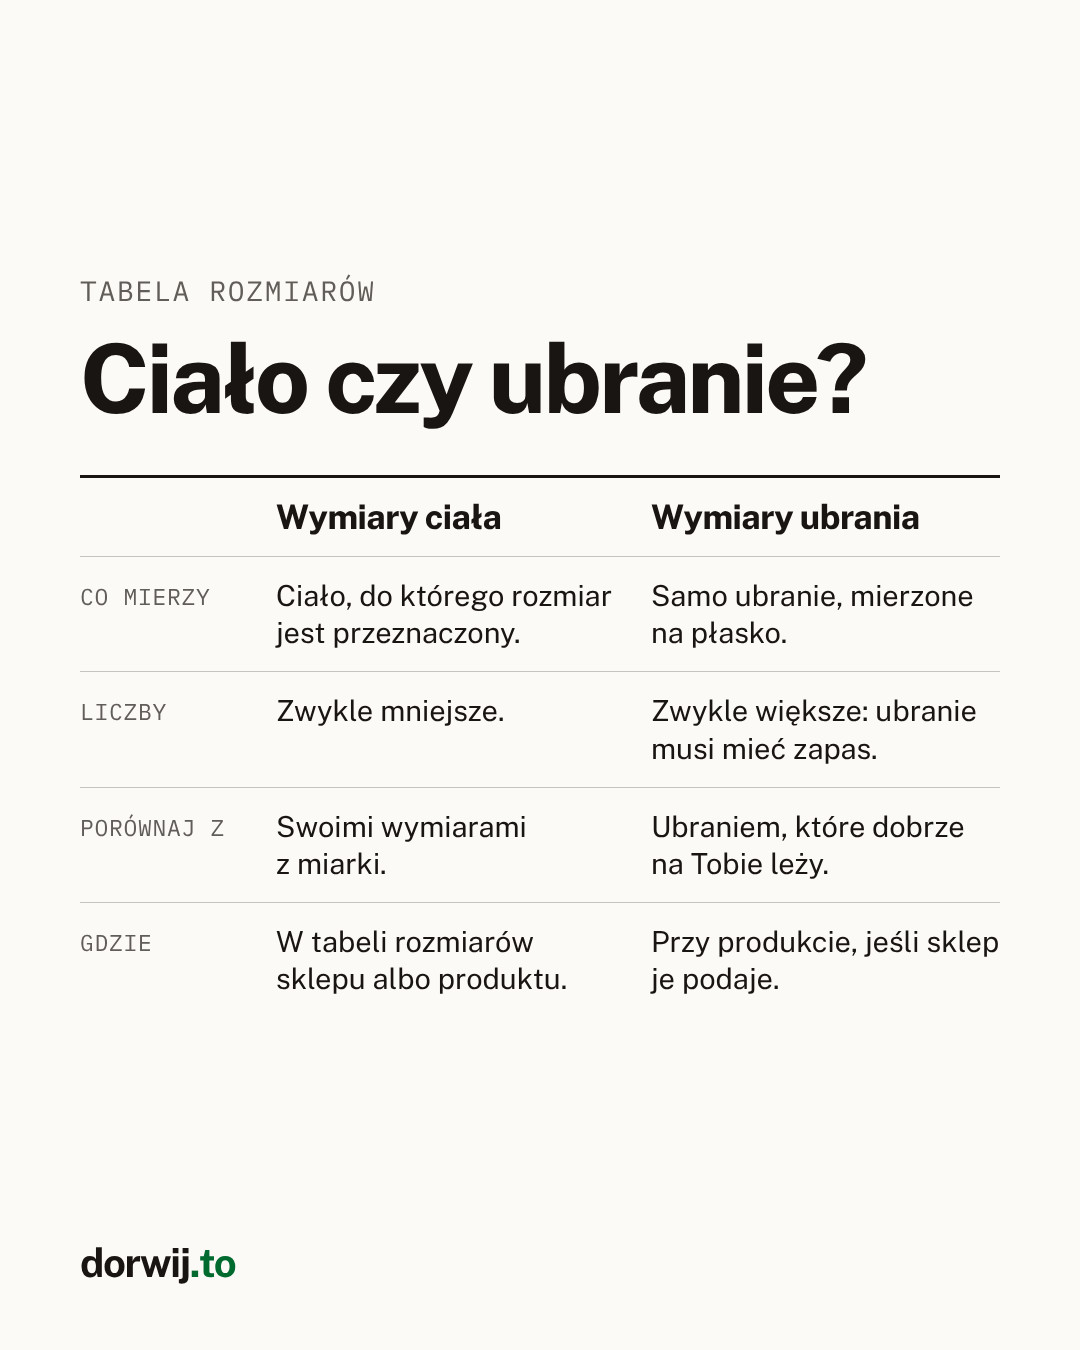 TABELA ROZMIARÓW
Ciało czy ubranie?
Wymiary ciała Wymiary ubrania
CO MIERZY Ciało, do którego rozmiar Samo ubranie, mierzone
jest przeznaczony. na płasko.
LICZBY Zwykle mniejsze. Zwykle większe: ubranie
musi mieć zapas.
PORÓWNAJ Z Swoimi wymiarami Ubraniem, które dobrze
z miarki. na Tobie leży.
GDZIE W tabeli rozmiarów Przy produkcie, jeśli sklep
sklepu albo produktu. je podaje.
dorwij.to